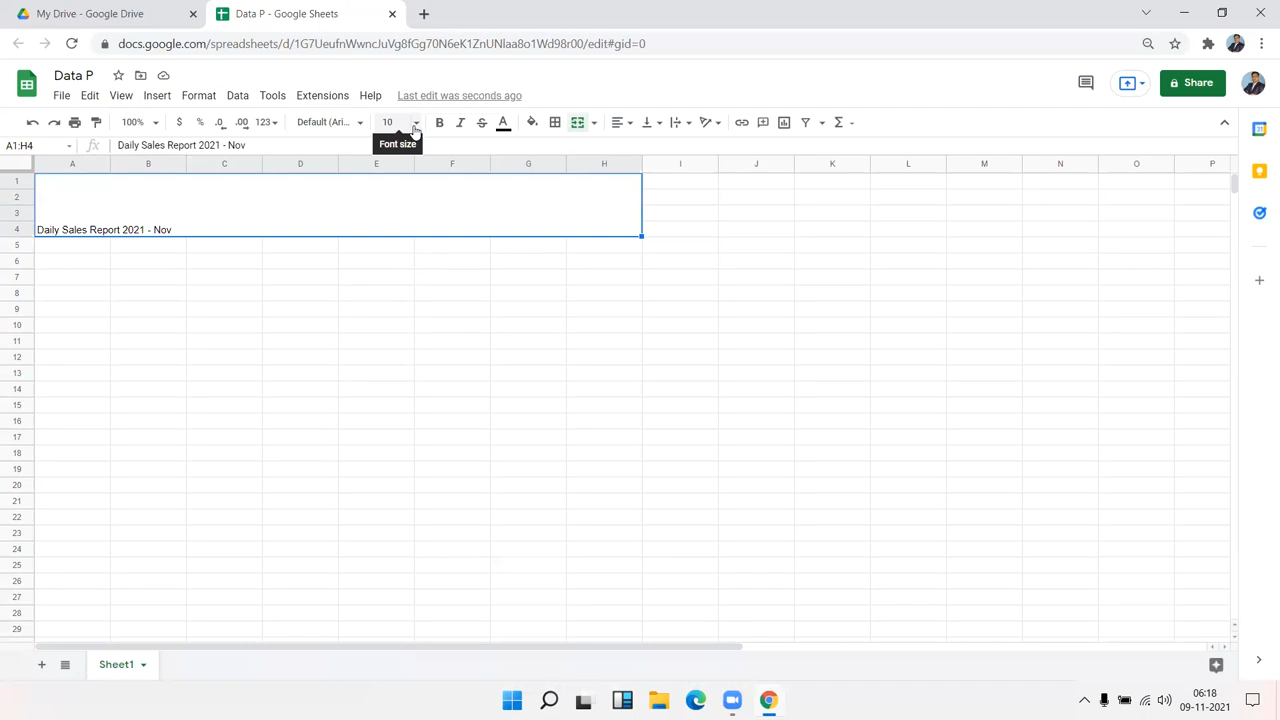 My Drive - Google Drive
Data P - Google Sheets
docs.google.com/spreadsheets/d/1G7UeufnWwncJuVg8fGg70N6eK1ZnUNlaa8o1Wd98r00/edit#gid=0
Data P
File Edit View Insert Format Data Tools Extensions Help Last edit was seconds ago
Share
100% $ % .0 .00 123 Default (Ari... 10 B I S A Σ
Font size
A1:H4 fx Daily Sales Report 2021 - Nov
A B C D E F G H I J K L M N O P
1
2
3
4 Daily Sales Report 2021 - Nov
5
6
7
8
9
10
11
12
13
14
15
16
17
18
19
20
21
22
23
24
25
26
27
28
29
Sheet1
06:18
09-11-2021